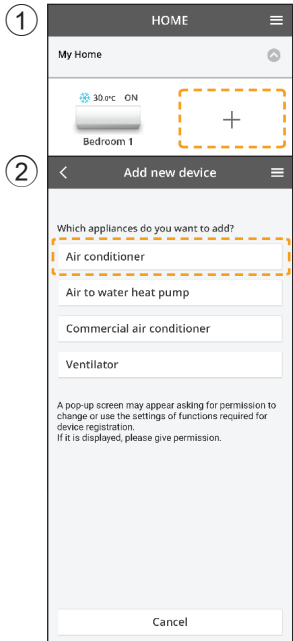 1
HOME
My Home
30.0°C ON
Bedroom 1
2
Add new device
Which appliances do you want to add?
Air conditioner
Air to water heat pump
Commercial air conditioner
Ventilator
A pop-up screen may appear asking for permission to
change or use the settings of functions required for
device registration.
If it is displayed, please give permission.
Cancel